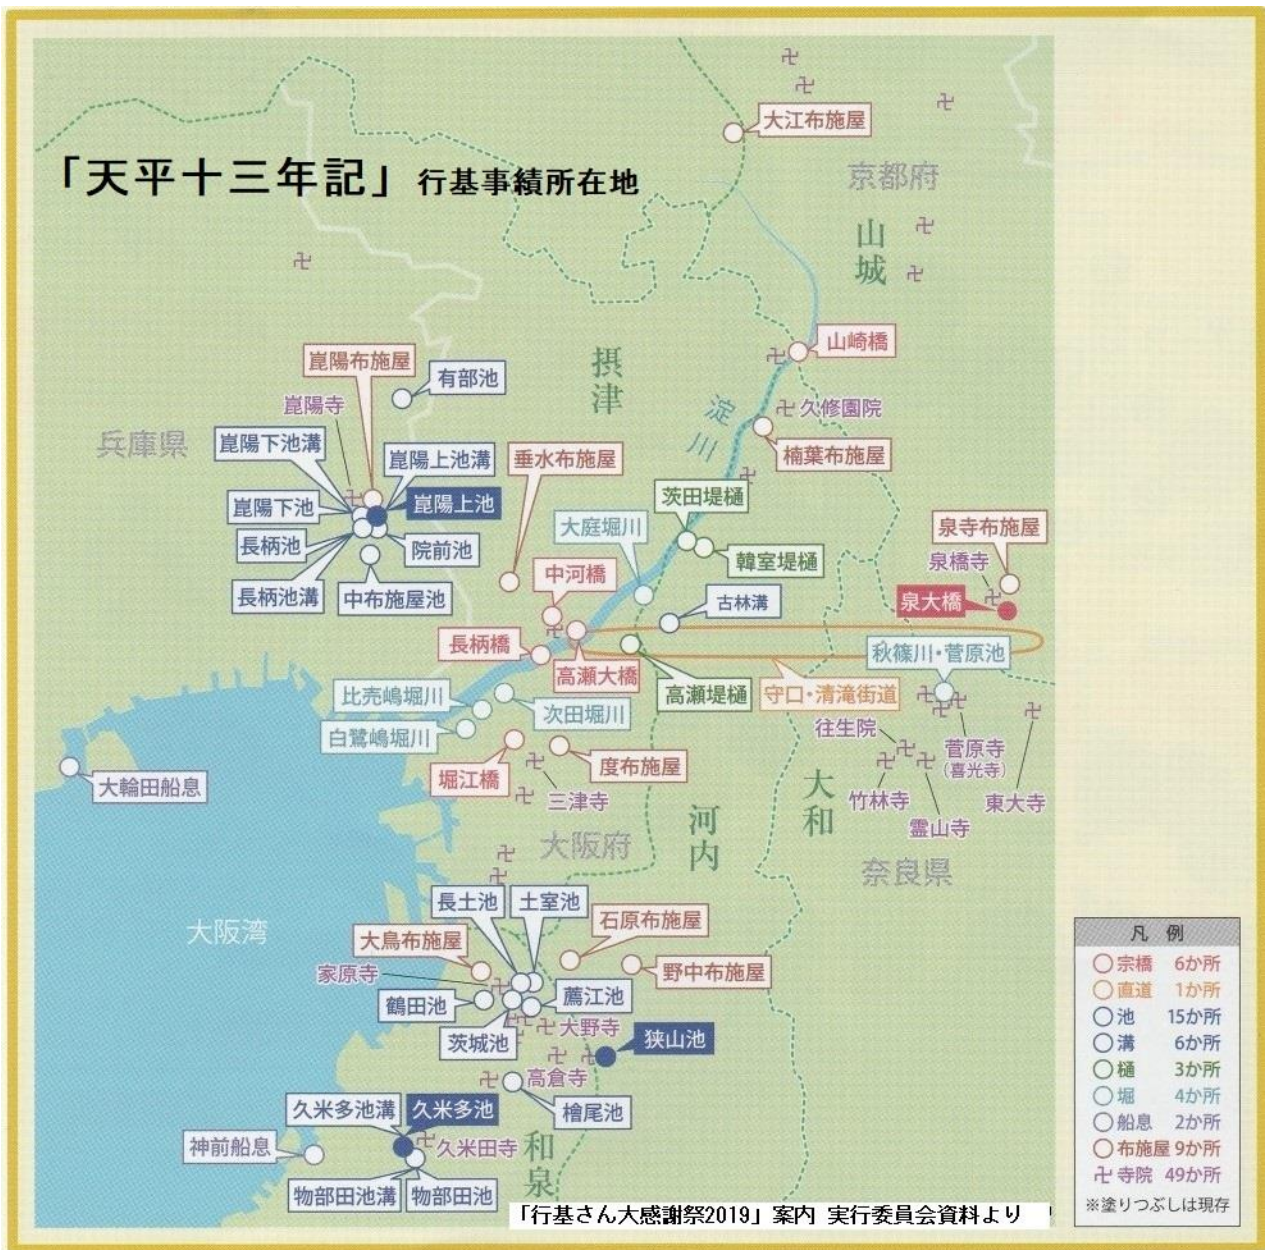 「天平十三年記」 行基事績所在地
大江布施屋
京都府
山城
山崎橋
摂津
淀川
久修園院
楠葉布施屋
崑陽布施屋
有部池
崑陽寺
兵庫県
崑陽下池溝
崑陽上池溝
垂水布施屋
崑陽下池
崑陽上池
長柄池
院前池
長柄池溝
中布施屋池
茨田堤樋
大庭堀川
韓室堤樋
泉寺布施屋
泉橋寺
泉大橋
中河橋
古林溝
長柄橋
高瀬大橋
高瀬堤樋
守口・清滝街道
秋篠川・菅原池
比売嶋堀川
次田堀川
白鷺嶋堀川
堀江橋
度布施屋
往生院
菅原寺
(喜光寺)
三津寺
竹林寺
東大寺
霊山寺
大輪田船息
大和
河内
大阪府
奈良県
大阪湾
長土池
土室池
石原布施屋
大鳥布施屋
野中布施屋
家原寺
鶴田池
薦江池
茨城池
大野寺
狭山池
高倉寺
檜尾池
久米多池溝
久米多池
神前船息
久米田寺
和泉
物部田池溝
物部田池
凡 例
宗橋 6か所
直道 1か所
池 15か所
溝 6か所
樋 3か所
堀 4か所
船息 2か所
布施屋 9か所
卍 寺院 49か所
※塗りつぶしは現存
「行基さん大感謝祭2019」案内 実行委員会資料より